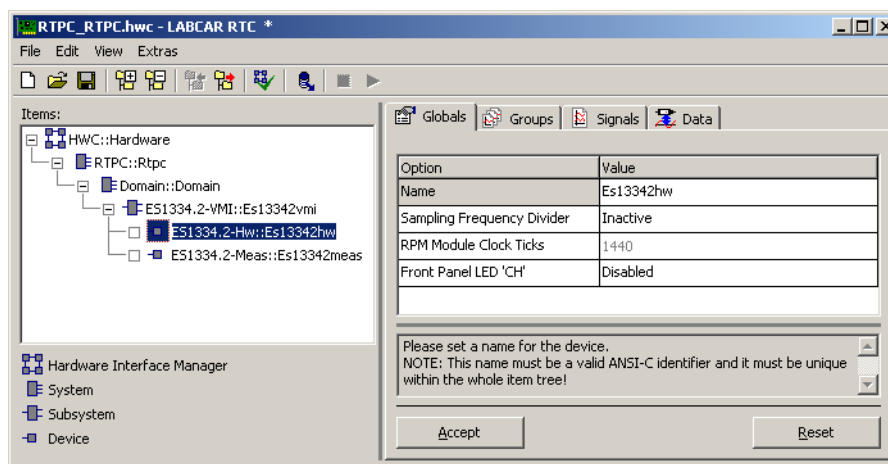 RTPC_RTPC.hwc - LABCAR RTC *
File Edit View Extras
Items:
HWC::Hardware
RTPC::Rtpc
Domain::Domain
ES1334.2-VMI::Es13342vmi
ES1334.2-Hw::Es13342hw
ES1334.2-Meas::Es13342meas
Hardware Interface Manager
System
Subsystem
Device
Globals Groups Signals Data
Option Value
Name Es13342hw
Sampling Frequency Divider Inactive
RPM Module Clock Ticks 1440
Front Panel LED 'CH' Disabled
Please set a name for the device.
NOTE: This name must be a valid ANSI-C identifier and it must be unique
within the whole item tree!
Accept Reset